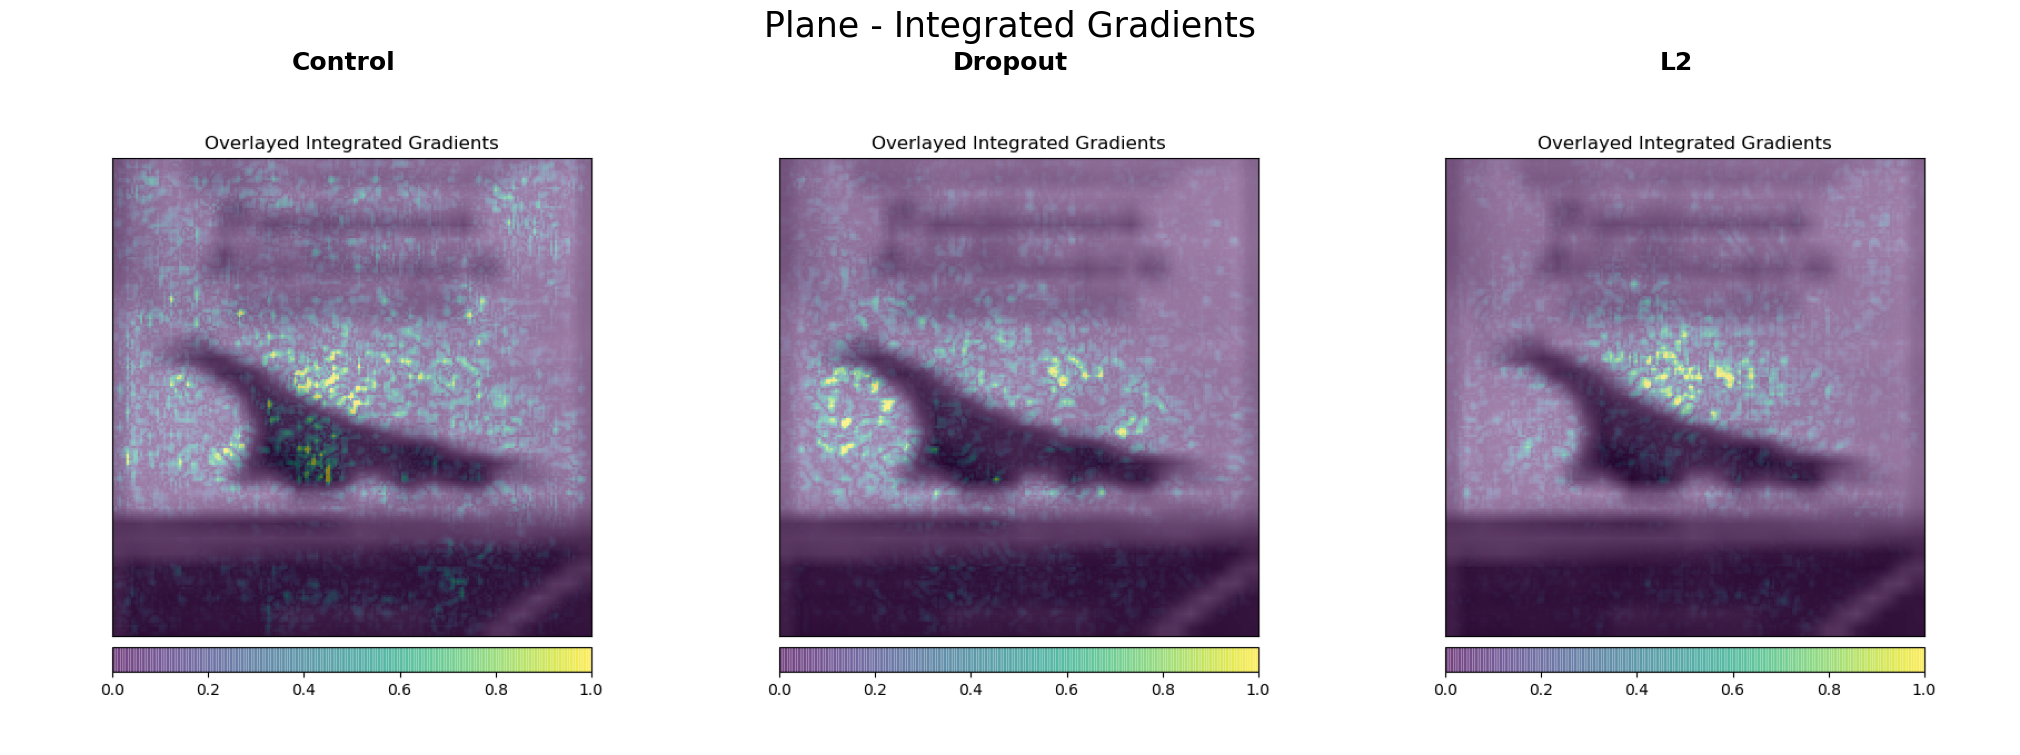 Plane - Integrated Gradients
Control
Dropout
L2
Overlayed Integrated Gradients
Overlayed Integrated Gradients
Overlayed Integrated Gradients
0.0 0.2 0.4 0.6 0.8 1.0
0.0 0.2 0.4 0.6 0.8 1.0
0.0 0.2 0.4 0.6 0.8 1.0